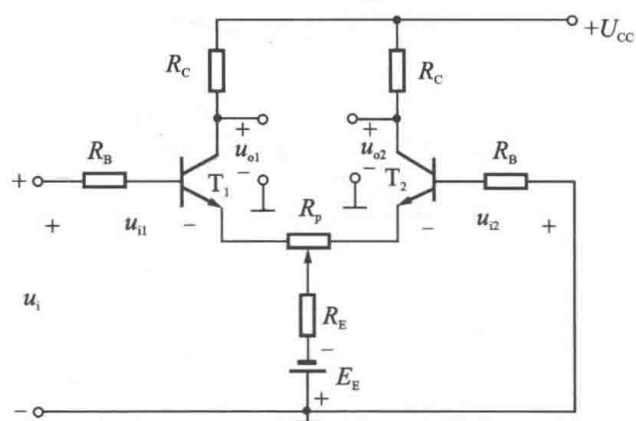 +U_CC
R_C
R_C
+
u_o1
-
+
u_o2
-
R_B
T_1
T_2
R_B
+
+
u_i1
-
R_p
-
u_i2
+
u_i
R_E
-
E_E
+
-